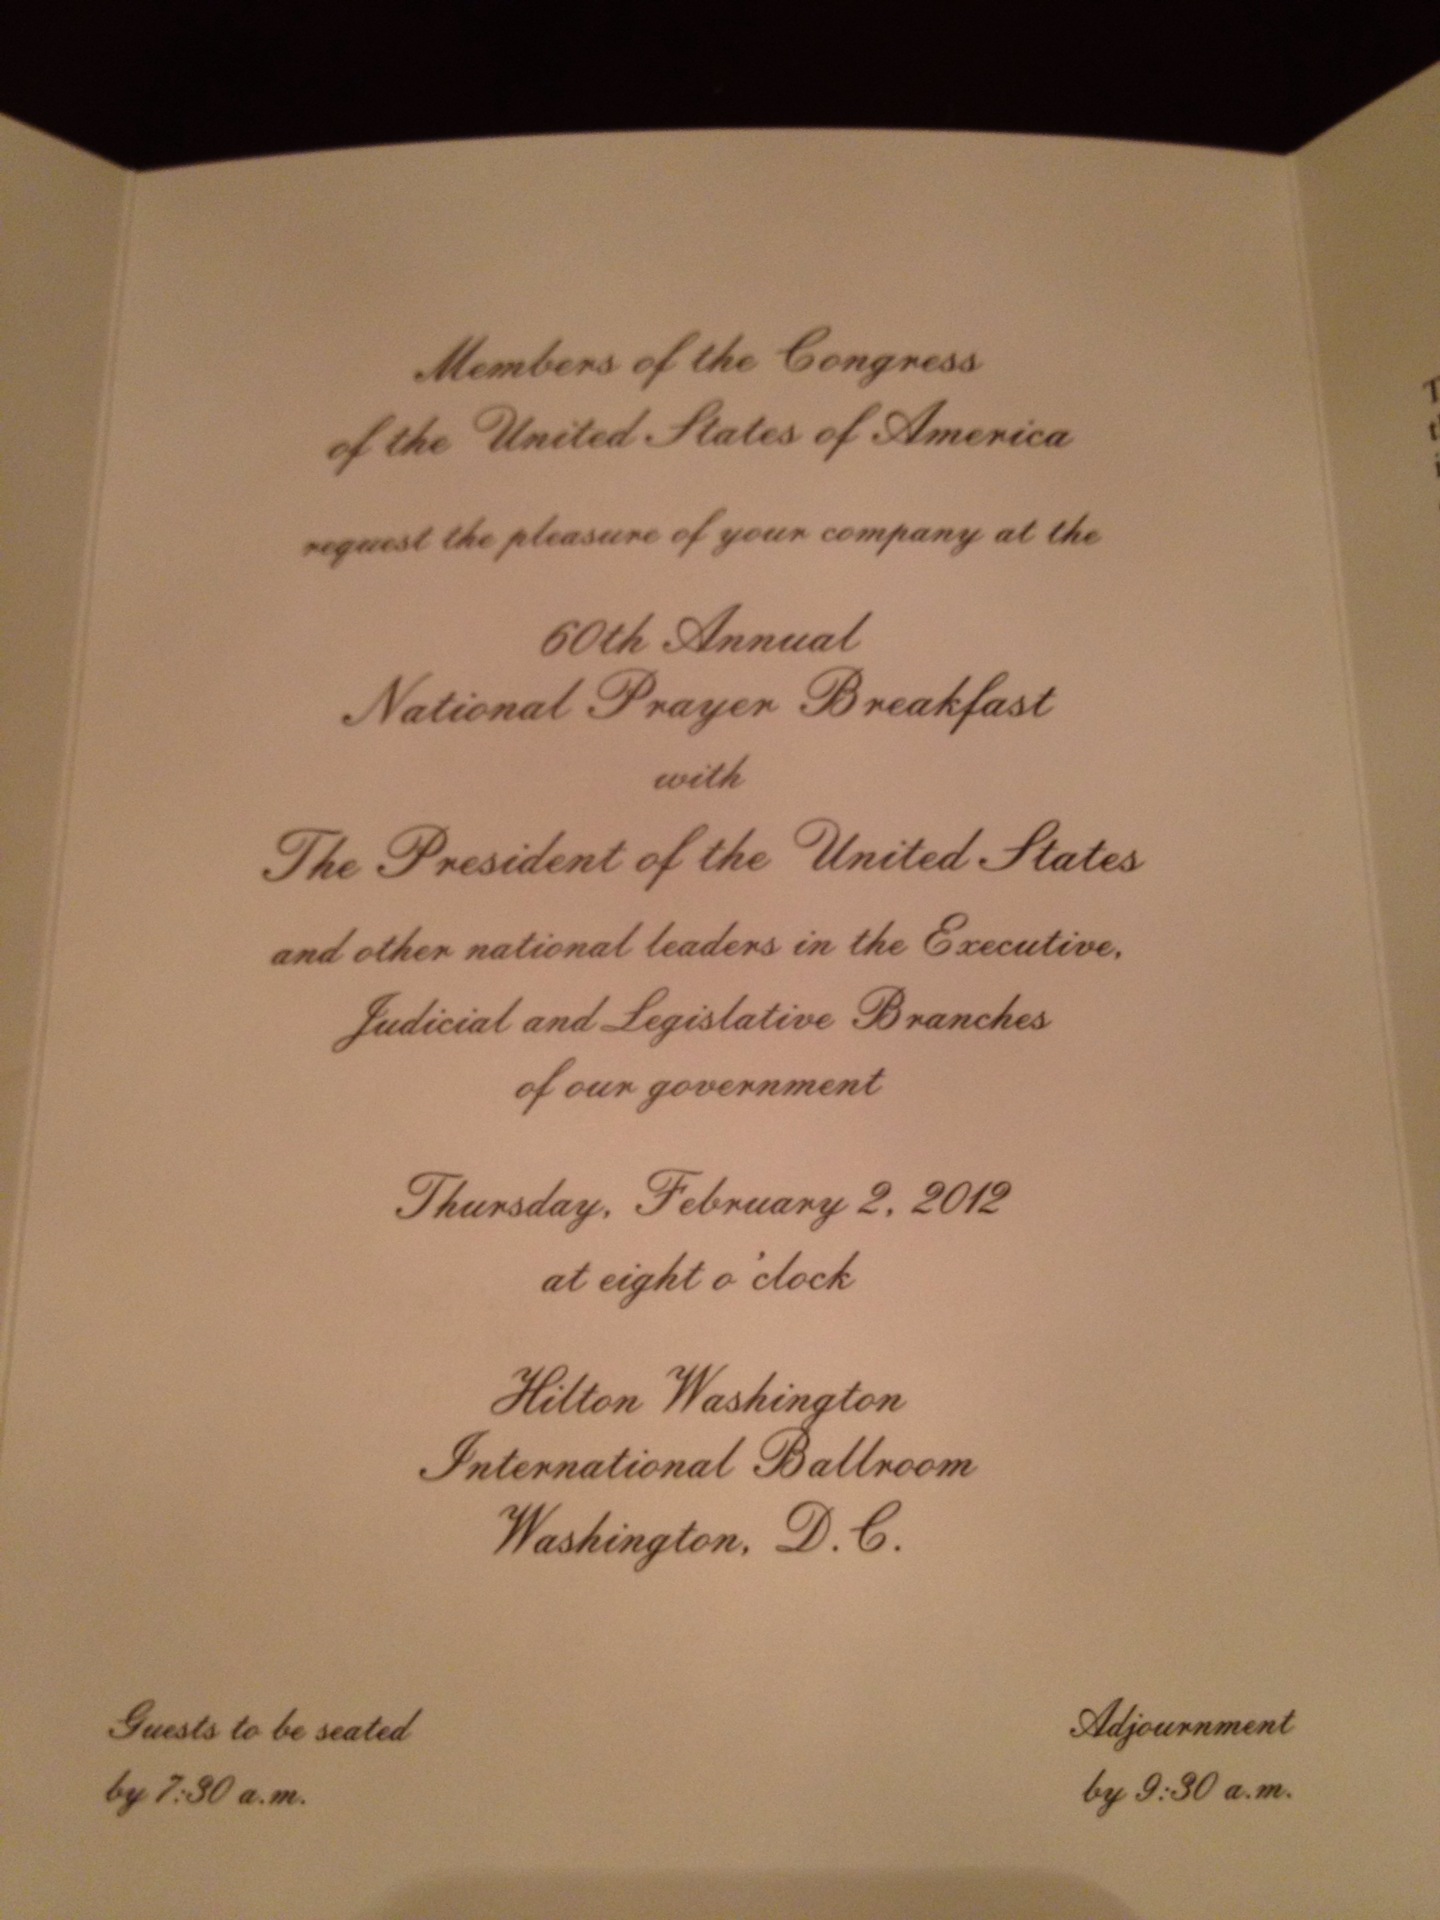 Members of the Congress
of the United States of America
request the pleasure of your company at the
60th Annual
National Prayer Breakfast
with
The President of the United States
and other national leaders in the Executive,
Judicial and Legislative Branches
of our government
Thursday, February 2, 2012
at eight o'clock
Hilton Washington
International Ballroom
Washington, D.C.
Guests to be seated
by 7:30 a.m.
Adjournment
by 9:30 a.m.